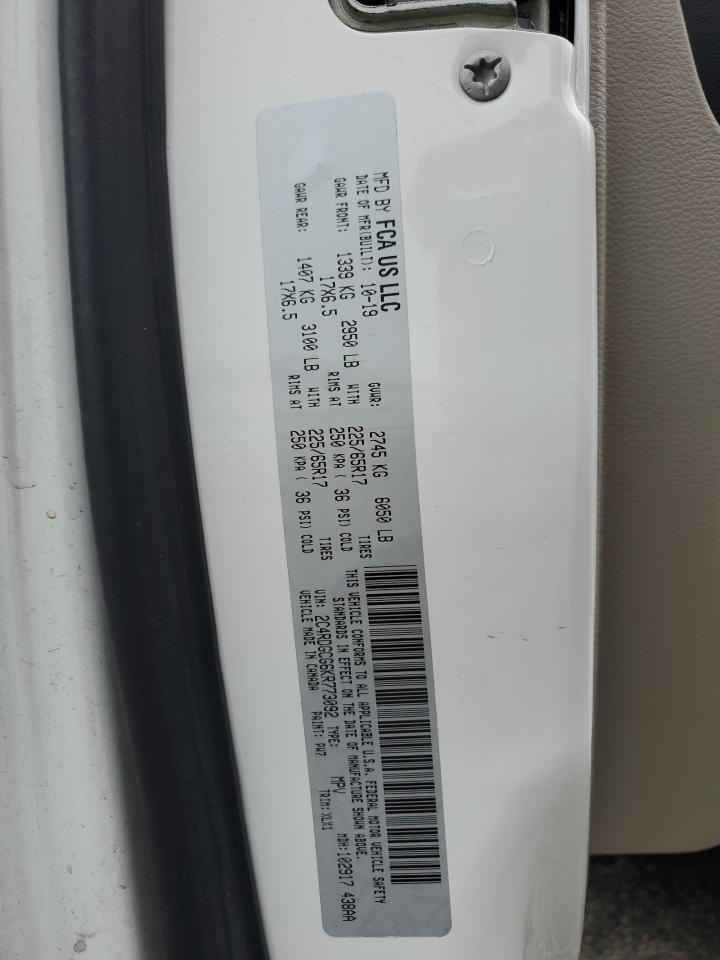 MFD BY FCA US LLC
DATE OF MFR(BUILT): 10-19 GVWR: 2745 KG 6050 LB
GAWR FRONT: 1339 KG 2950 LB WITH 225/65R17 TIRES
17X6.5 RIMS AT 250 KPA ( 36 PSI) COLD
GAWR REAR: 1407 KG 3100 LB WITH 225/65R17 TIRES
17X6.5 RIMS AT 250 KPA ( 36 PSI) COLD
THIS VEHICLE CONFORMS TO ALL APPLICABLE U.S.A. FEDERAL MOTOR VEHICLE SAFETY
STANDARDS IN EFFECT ON THE DATE OF MANUFACTURE SHOWN ABOVE.
VIN: 2C4RDGCG6KR773092 TYPE: MPV MDH:102917 438AA
VEHICLE MADE IN CANADA PAINT: PW7 TRIM:XLX1